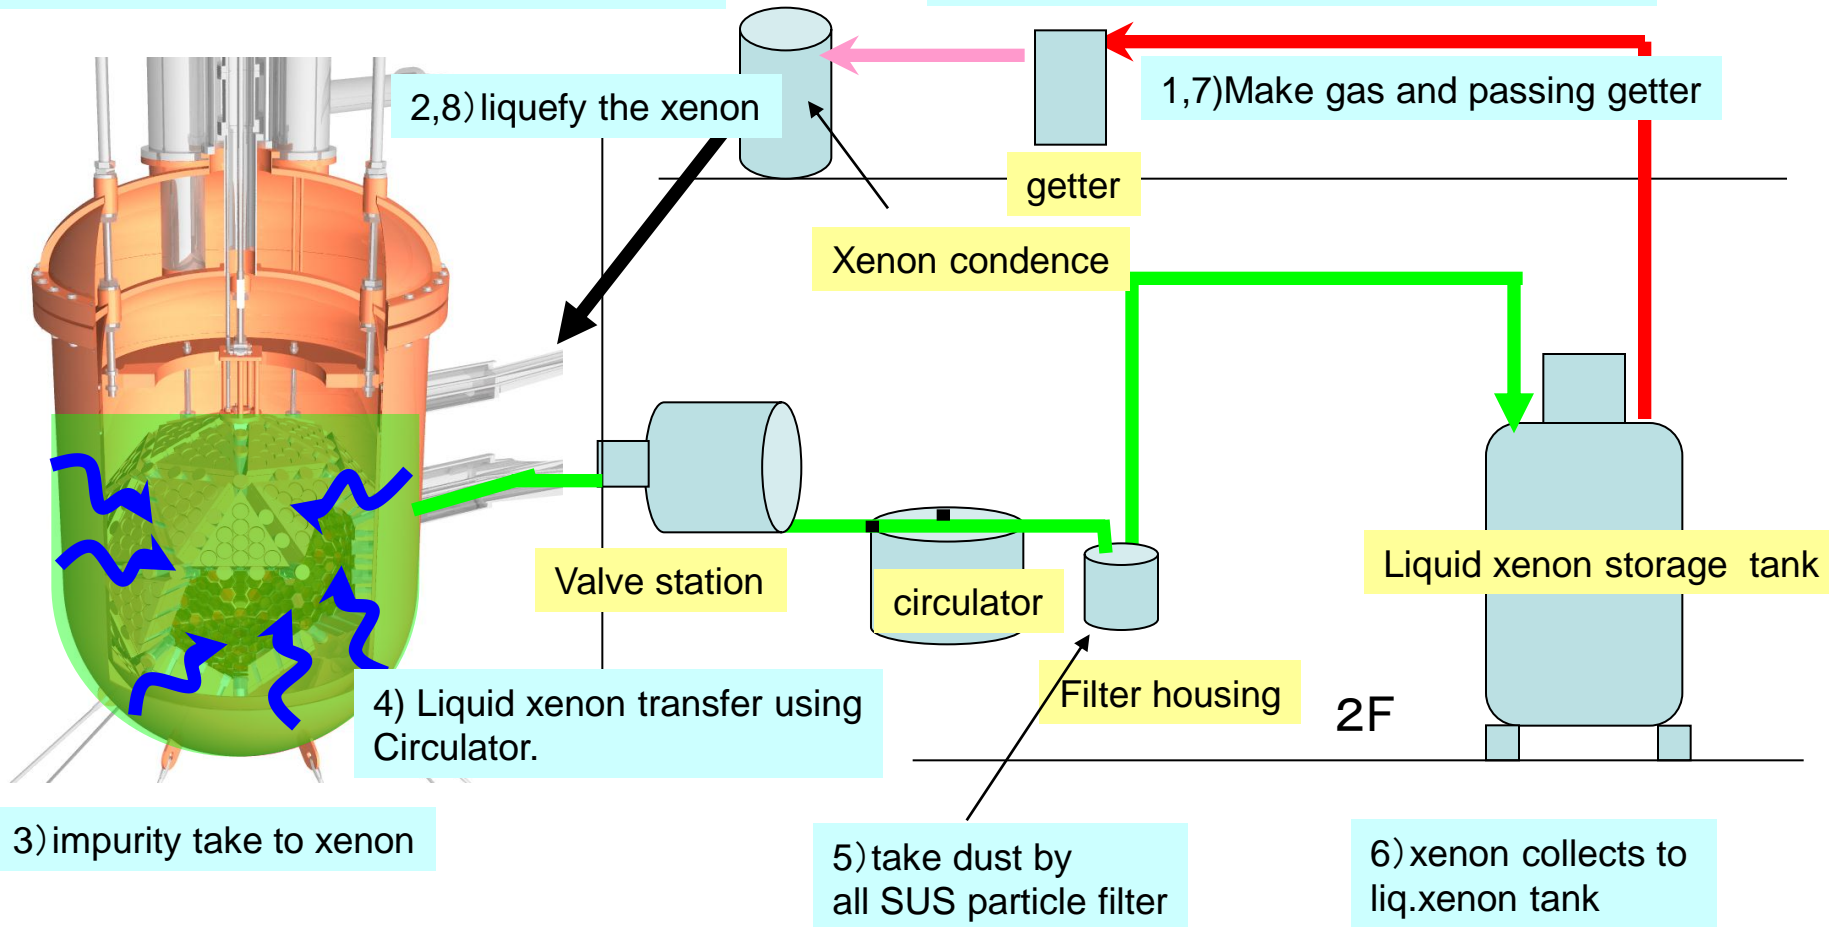 2,8）liquefy the xenon
1,7)Make gas and passing getter
getter
Xenon condence
Valve station
circulator
Liquid xenon storage  tank
Filter housing
2F
4) Liquid xenon transfer using
Circulator.
3）impurity take to xenon
5）take dust by
all SUS particle filter
6）xenon collects to
liq.xenon tank